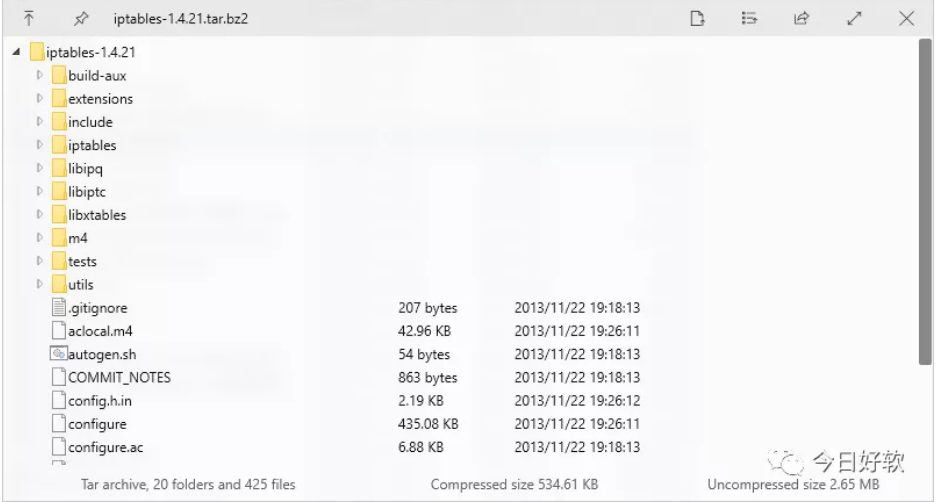 iptables-1.4.21.tar.bz2
iptables-1.4.21
build-aux
extensions
include
iptables
libipq
libiptc
libxtables
m4
tests
utils
.gitignore 207 bytes 2013/11/22 19:18:13
aclocal.m4 42.96 KB 2013/11/22 19:26:11
autogen.sh 54 bytes 2013/11/22 19:18:13
COMMIT_NOTES 863 bytes 2013/11/22 19:18:13
config.h.in 2.19 KB 2013/11/22 19:26:12
configure 435.08 KB 2013/11/22 19:26:11
configure.ac 6.88 KB 2013/11/22 19:18:13
今日好软
Tar archive, 20 folders and 425 files Compressed size 534.61 KB Uncompressed size 2.65 MB